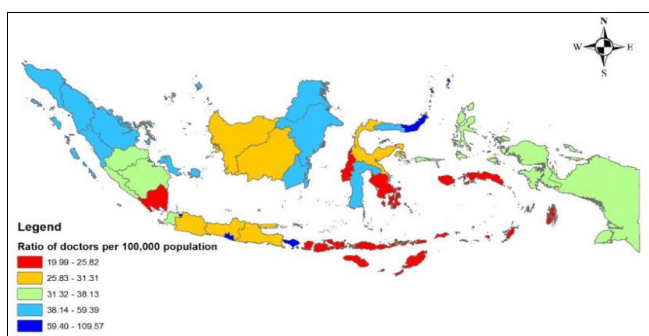 N
W E
S
Legend
Ratio of doctors per 100,000 population
19.99 - 25.82
25.83 - 31.31
31.32 - 38.13
38.14 - 59.39
59.40 - 109.57